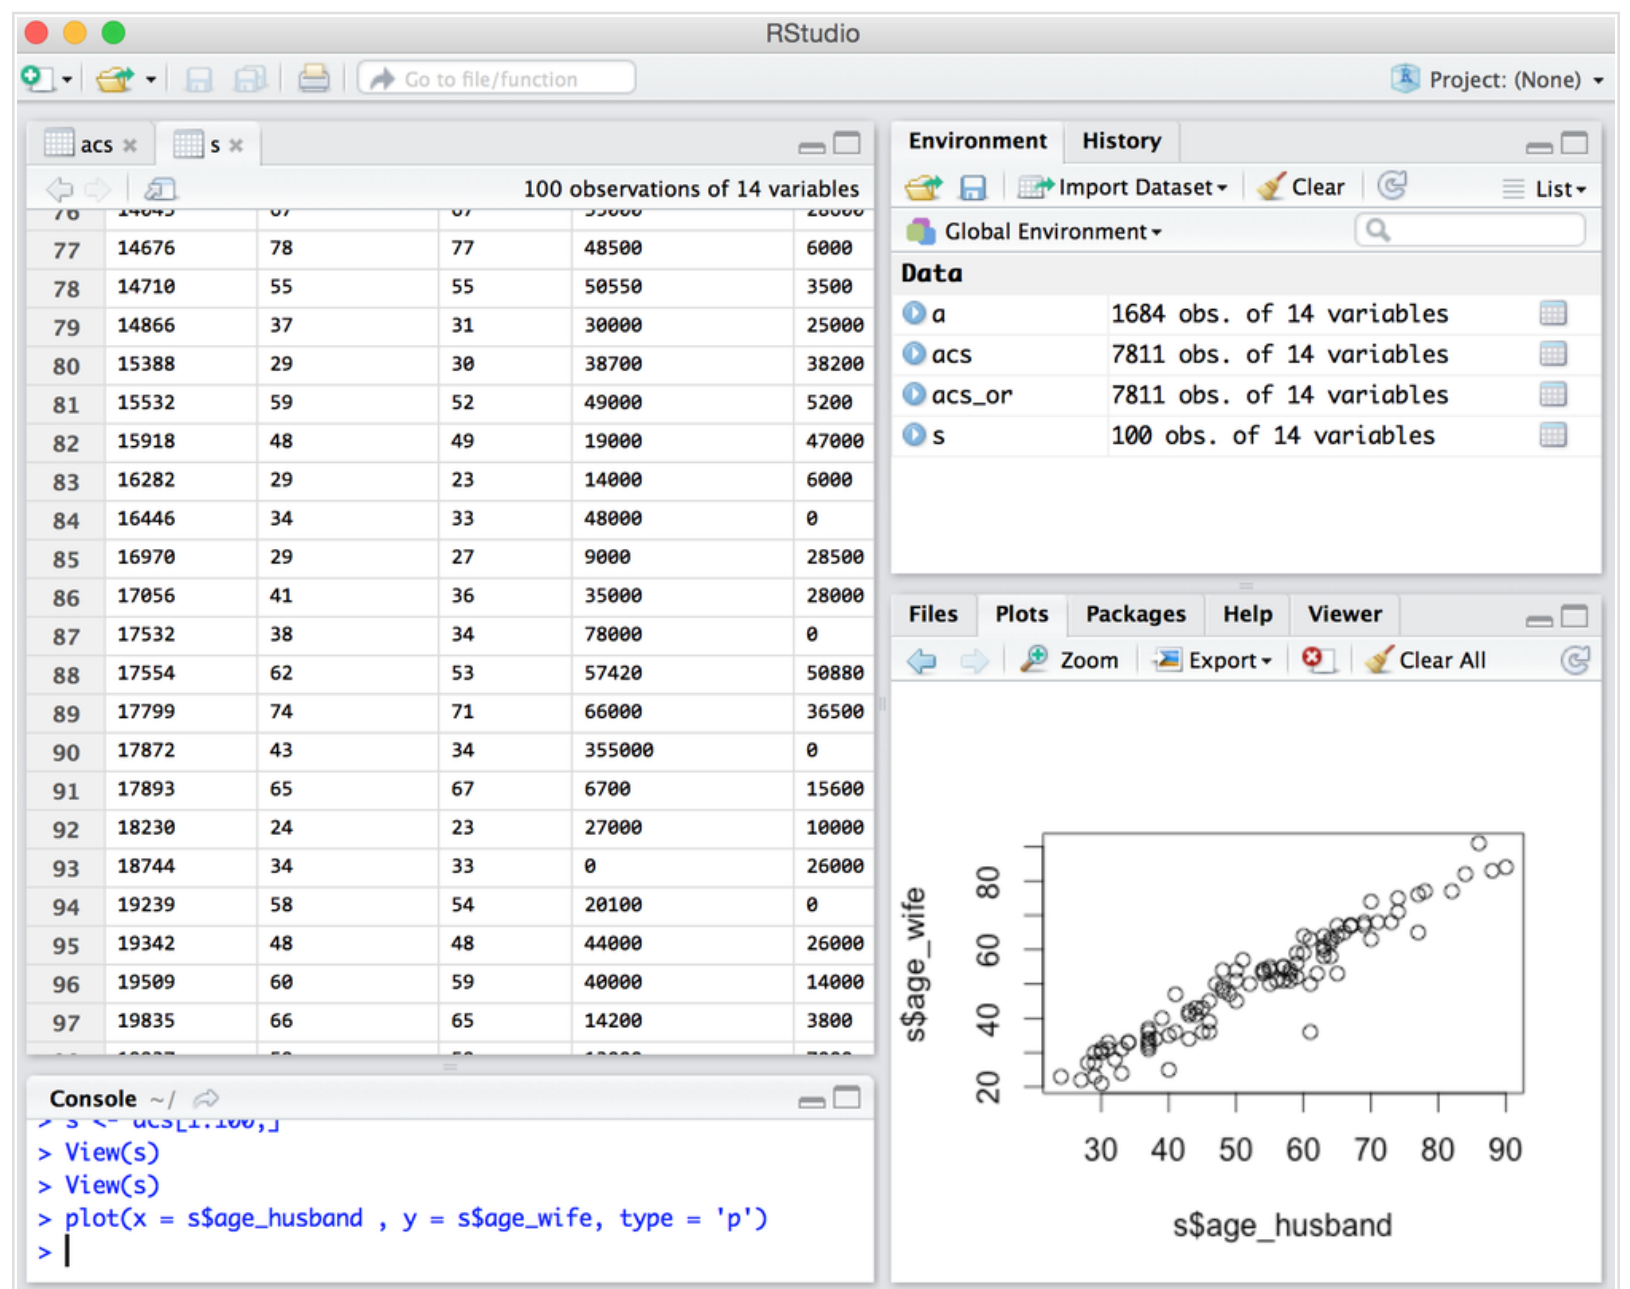 RStudio
Go to file/function
Project: (None)
acs
s
100 observations of 14 variables
76 14645 67 67 55000 28600
77 14676 78 77 48500 6000
78 14710 55 55 50550 3500
79 14866 37 31 30000 25000
80 15388 29 30 38700 38200
81 15532 59 52 49000 5200
82 15918 48 49 19000 47000
83 16282 29 23 14000 6000
84 16446 34 33 48000 0
85 16970 29 27 9000 28500
86 17056 41 36 35000 28000
87 17532 38 34 78000 0
88 17554 62 53 57420 50880
89 17799 74 71 66000 36500
90 17872 43 34 355000 0
91 17893 65 67 6700 15600
92 18230 24 23 27000 10000
93 18744 34 33 0 26000
94 19239 58 54 20100 0
95 19342 48 48 44000 26000
96 19509 60 59 40000 14000
97 19835 66 65 14200 3800
Console ~/
> s <- acs[1:100,]
> View(s)
> View(s)
> plot(x = s$age_husband , y = s$age_wife, type = 'p')
>
Environment History
Import Dataset Clear List
Global Environment
Data
a 1684 obs. of 14 variables
acs 7811 obs. of 14 variables
acs_or 7811 obs. of 14 variables
s 100 obs. of 14 variables
Files Plots Packages Help Viewer
Zoom Export Clear All
s$age_wife
80
60
40
20
30 40 50 60 70 80 90
s$age_husband